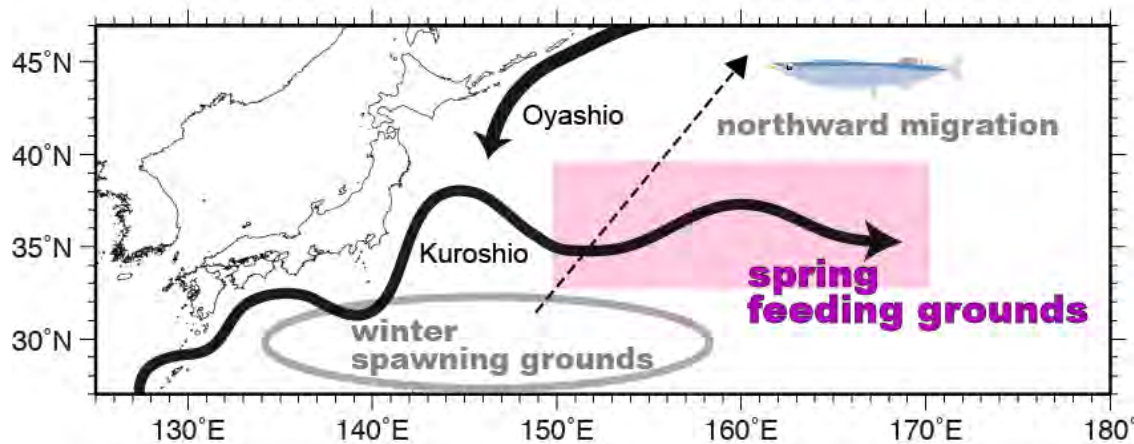 45°N
40°N
35°N
30°N
Oyashio
northward migration
Kuroshio
spring
feeding grounds
winter
spawning grounds
130°E
140°E
150°E
160°E
170°E
180°